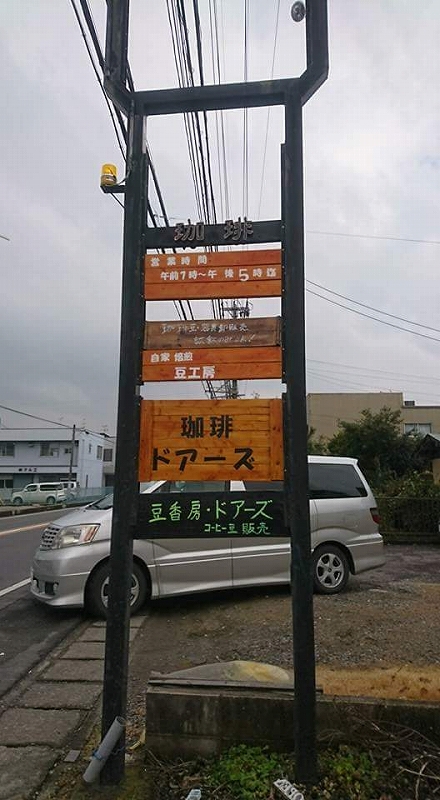 珈琲
営業時間
午前7時～午後5時迄
自家焙煎
豆工房
珈琲
ドアーズ
豆香房・ドアーズ
コーヒー豆販売